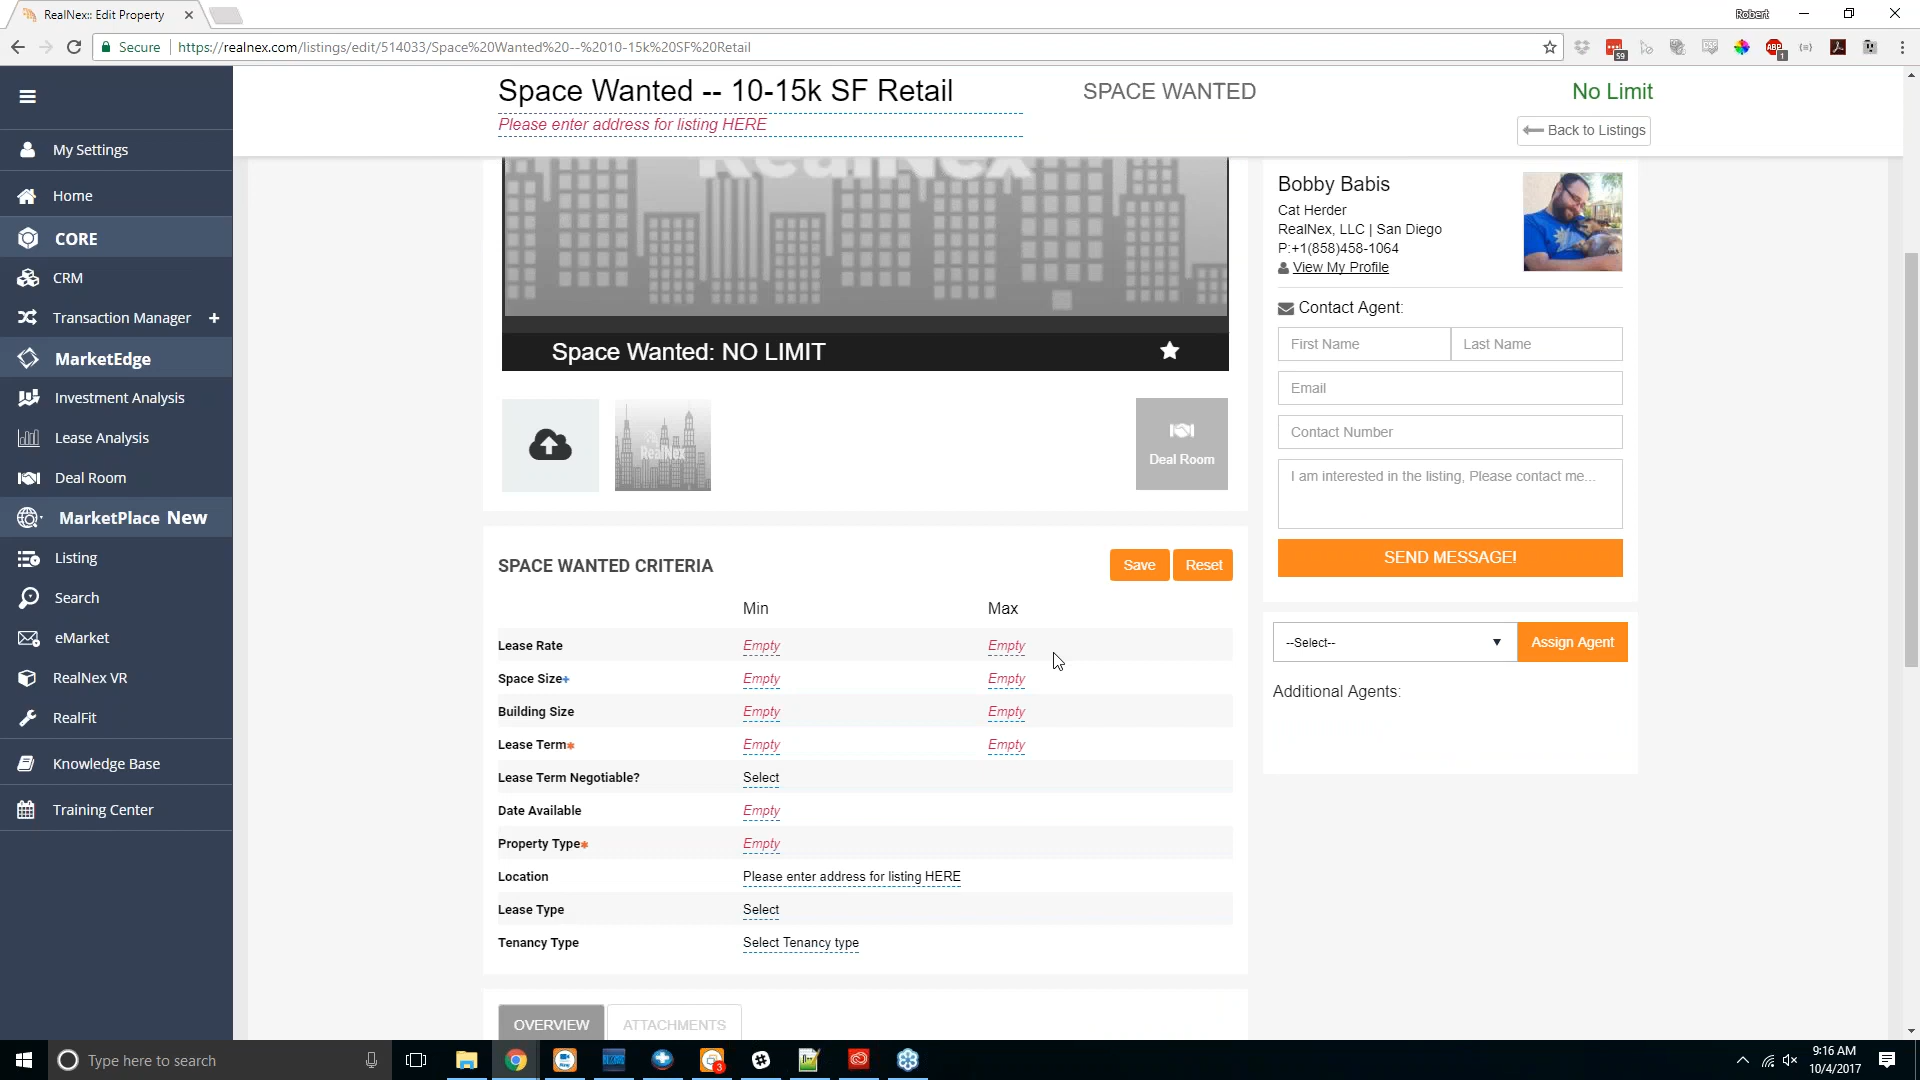 RealNex:: Edit Property
Robert
Secure
https://realnex.com/listings/edit/514033/Space%20Wanted%20--%2010-15k%20SF%20Retail
59
ABP
1
Space Wanted -- 10-15k SF Retail
SPACE WANTED
No Limit
Please enter address for listing HERE
Back to Listings
My Settings
Home
CORE
CRM
Transaction Manager +
MarketEdge
Investment Analysis
Lease Analysis
Deal Room
MarketPlace New
Listing
Search
eMarket
RealNex VR
RealFit
Knowledge Base
Training Center
RealNex
Space Wanted: NO LIMIT
RealNex
Deal Room
SPACE WANTED CRITERIA
Save
Reset
Min Max
Lease Rate Empty Empty
Space Size+ Empty Empty
Building Size Empty Empty
Lease Term* Empty Empty
Lease Term Negotiable? Select
Date Available Empty
Property Type* Empty
Location Please enter address for listing HERE
Lease Type Select
Tenancy Type Select Tenancy type
OVERVIEW
ATTACHMENTS
Bobby Babis
Cat Herder
RealNex, LLC | San Diego
P:+1(858)458-1064
View My Profile
Contact Agent:
First Name
Last Name
Email
Contact Number
I am interested in the listing, Please contact me...
SEND MESSAGE!
--Select--
Assign Agent
Additional Agents:
Type here to search
3
9:16 AM
10/4/2017